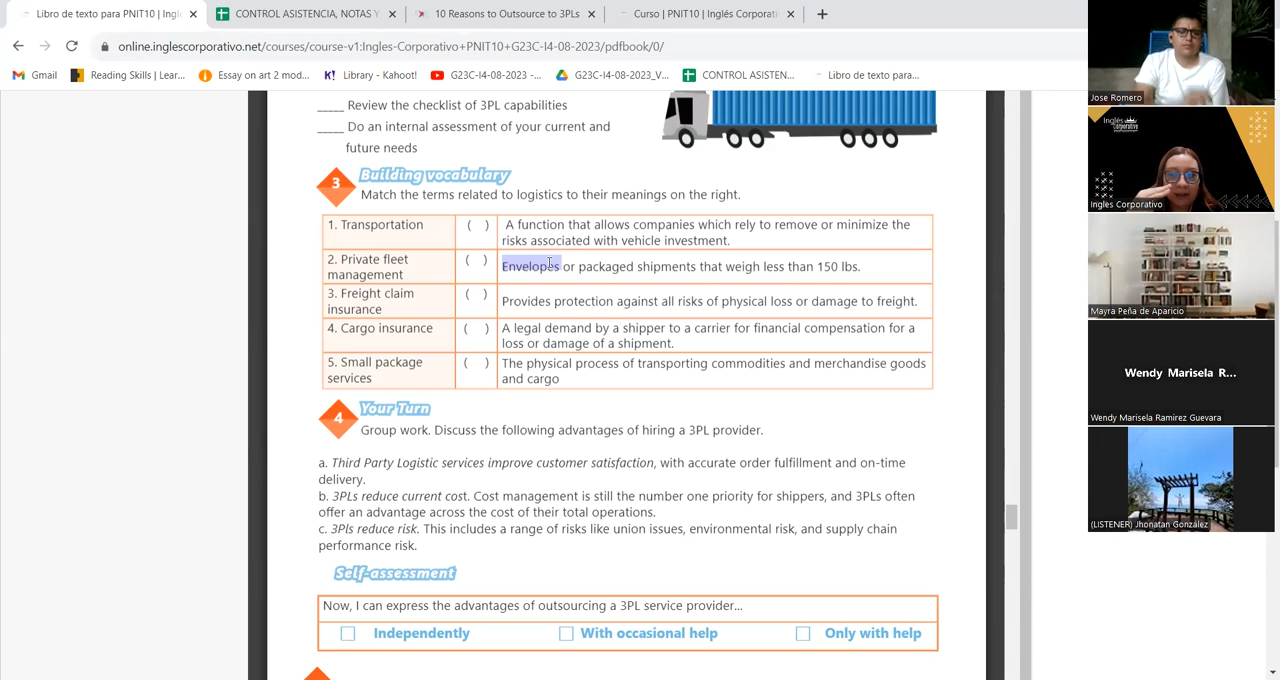 Libro de texto para PNIT10 | Ingl
CONTROL ASISTENCIA, NOTAS Y
10 Reasons to Outsource to 3PLs
Curso | PNIT10 | Inglés Corporati
online.inglescorporativo.net/courses/course-v1:Ingles-Corporativo+PNIT10+G23C-I4-08-2023/pdfbook/0/
Gmail
Reading Skills | Lear...
Essay on art 2 mod...
Library - Kahoot!
G23C-I4-08-2023 -...
G23C-I4-08-2023_V...
CONTROL ASISTEN...
Libro de texto para...
_____ Review the checklist of 3PL capabilities
_____ Do an internal assessment of your current and
future needs
3 Building vocabulary
Match the terms related to logistics to their meanings on the right.
1. Transportation ( ) A function that allows companies which rely to remove or minimize the
risks associated with vehicle investment.
2. Private fleet
management ( ) Envelopes or packaged shipments that weigh less than 150 lbs.
3. Freight claim
insurance ( ) Provides protection against all risks of physical loss or damage to freight.
4. Cargo insurance ( ) A legal demand by a shipper to a carrier for financial compensation for a
loss or damage of a shipment.
5. Small package
services ( ) The physical process of transporting commodities and merchandise goods
and cargo
4 Your Turn
Group work. Discuss the following advantages of hiring a 3PL provider.
a. Third Party Logistic services improve customer satisfaction, with accurate order fulfillment and on-time
delivery.
b. 3PLs reduce current cost. Cost management is still the number one priority for shippers, and 3PLs often
offer an advantage across the cost of their total operations.
c. 3Pls reduce risk. This includes a range of risks like union issues, environmental risk, and supply chain
performance risk.
Self-assessment
Now, I can express the advantages of outsourcing a 3PL service provider...
Independently
With occasional help
Only with help
Jose Romero
Inglés
Corporativo
Ingles Corporativo
Mayra Peña de Aparicio
Wendy Marisela R...
Wendy Marisela Ramirez Guevara
(LISTENER) Jhonatan González